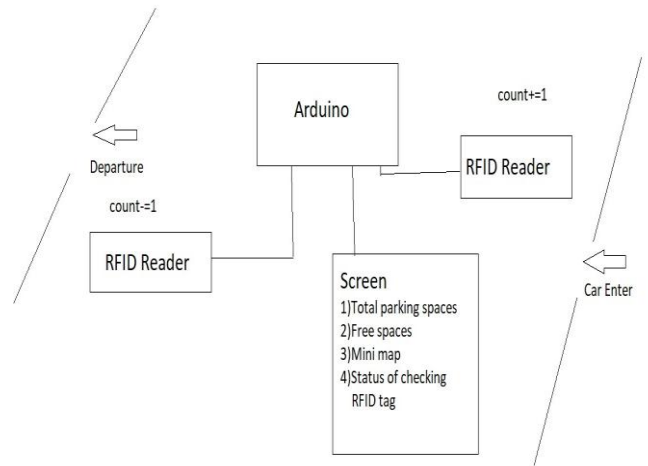 Arduino
count+=1
RFID Reader
Departure
count-=1
RFID Reader
Screen
1)Total parking spaces
2)Free spaces
3)Mini map
4)Status of checking
RFID tag
Car Enter